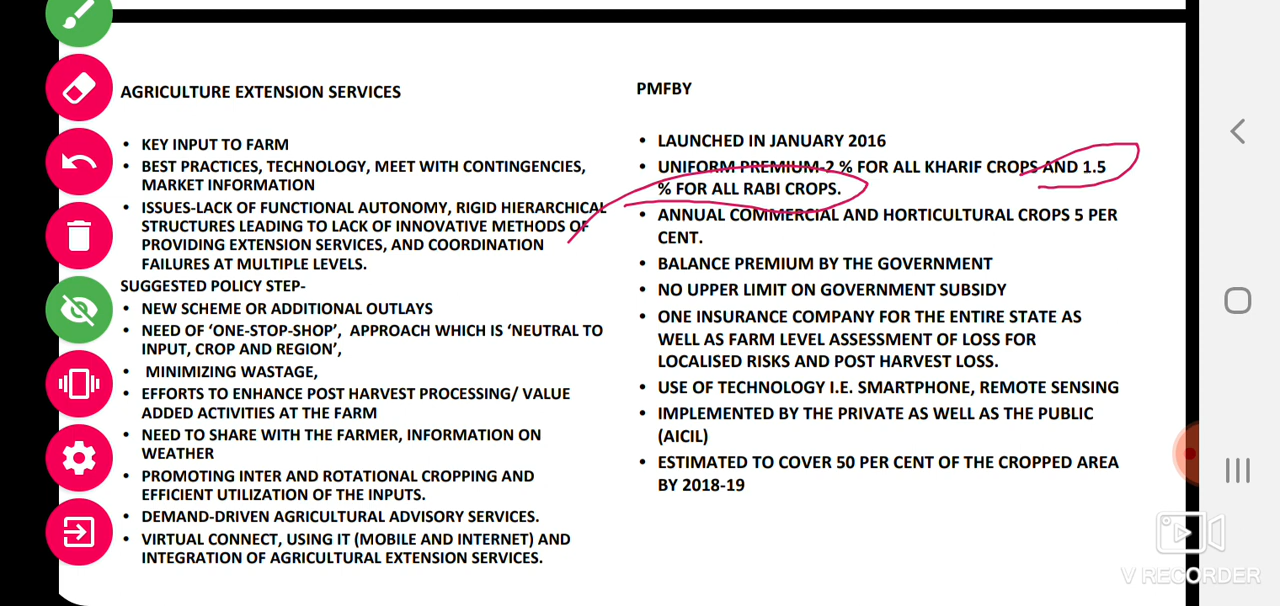 AGRICULTURE EXTENSION SERVICES
• KEY INPUT TO FARM
• BEST PRACTICES, TECHNOLOGY, MEET WITH CONTINGENCIES,
MARKET INFORMATION
• ISSUES-LACK OF FUNCTIONAL AUTONOMY, RIGID HIERARCHICAL
STRUCTURES LEADING TO LACK OF INNOVATIVE METHODS OF
PROVIDING EXTENSION SERVICES, AND COORDINATION
FAILURES AT MULTIPLE LEVELS.
SUGGESTED POLICY STEP-
• NEW SCHEME OR ADDITIONAL OUTLAYS
• NEED OF ‘ONE-STOP-SHOP’, APPROACH WHICH IS ‘NEUTRAL TO
INPUT, CROP AND REGION’,
• MINIMIZING WASTAGE,
• EFFORTS TO ENHANCE POST HARVEST PROCESSING/ VALUE
ADDED ACTIVITIES AT THE FARM
• NEED TO SHARE WITH THE FARMER, INFORMATION ON
WEATHER
• PROMOTING INTER AND ROTATIONAL CROPPING AND
EFFICIENT UTILIZATION OF THE INPUTS.
• DEMAND-DRIVEN AGRICULTURAL ADVISORY SERVICES.
• VIRTUAL CONNECT, USING IT (MOBILE AND INTERNET) AND
INTEGRATION OF AGRICULTURAL EXTENSION SERVICES.
PMFBY
• LAUNCHED IN JANUARY 2016
• UNIFORM PREMIUM-2 % FOR ALL KHARIF CROPS AND 1.5
% FOR ALL RABI CROPS.
• ANNUAL COMMERCIAL AND HORTICULTURAL CROPS 5 PER
CENT.
• BALANCE PREMIUM BY THE GOVERNMENT
• NO UPPER LIMIT ON GOVERNMENT SUBSIDY
• ONE INSURANCE COMPANY FOR THE ENTIRE STATE AS
WELL AS FARM LEVEL ASSESSMENT OF LOSS FOR
LOCALISED RISKS AND POST HARVEST LOSS.
• USE OF TECHNOLOGY I.E. SMARTPHONE, REMOTE SENSING
• IMPLEMENTED BY THE PRIVATE AS WELL AS THE PUBLIC
(AICIL)
• ESTIMATED TO COVER 50 PER CENT OF THE CROPPED AREA
BY 2018-19
V RECORDER